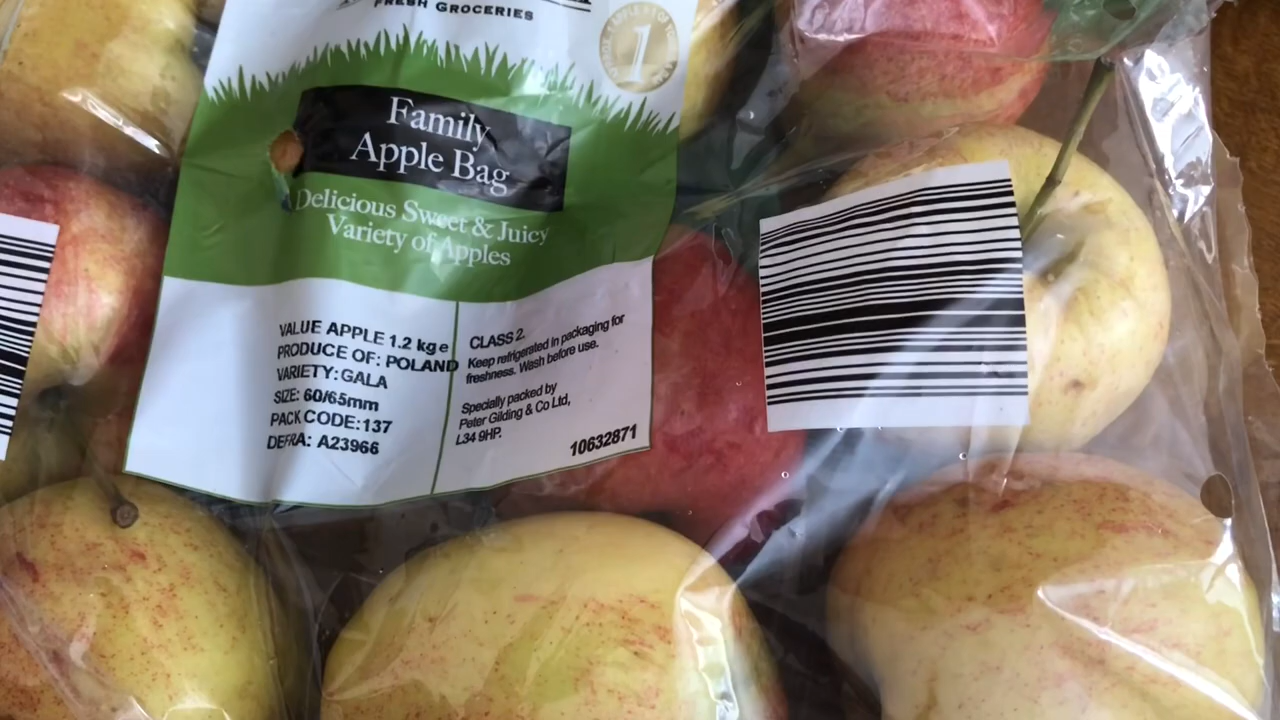 FRESH GROCERIES
1
Family
Apple Bag
Delicious Sweet & Juicy
Variety of Apples
VALUE APPLE 1.2 kg e
PRODUCE OF: POLAND
VARIETY: GALA
SIZE: 60/65mm
PACK CODE: 137
DEFRA: A23966
CLASS 2.
Keep refrigerated in packaging for
freshness. Wash before use.
Specially packed by
Peter Gilding & Co Ltd,
L34 9HP.
10632871